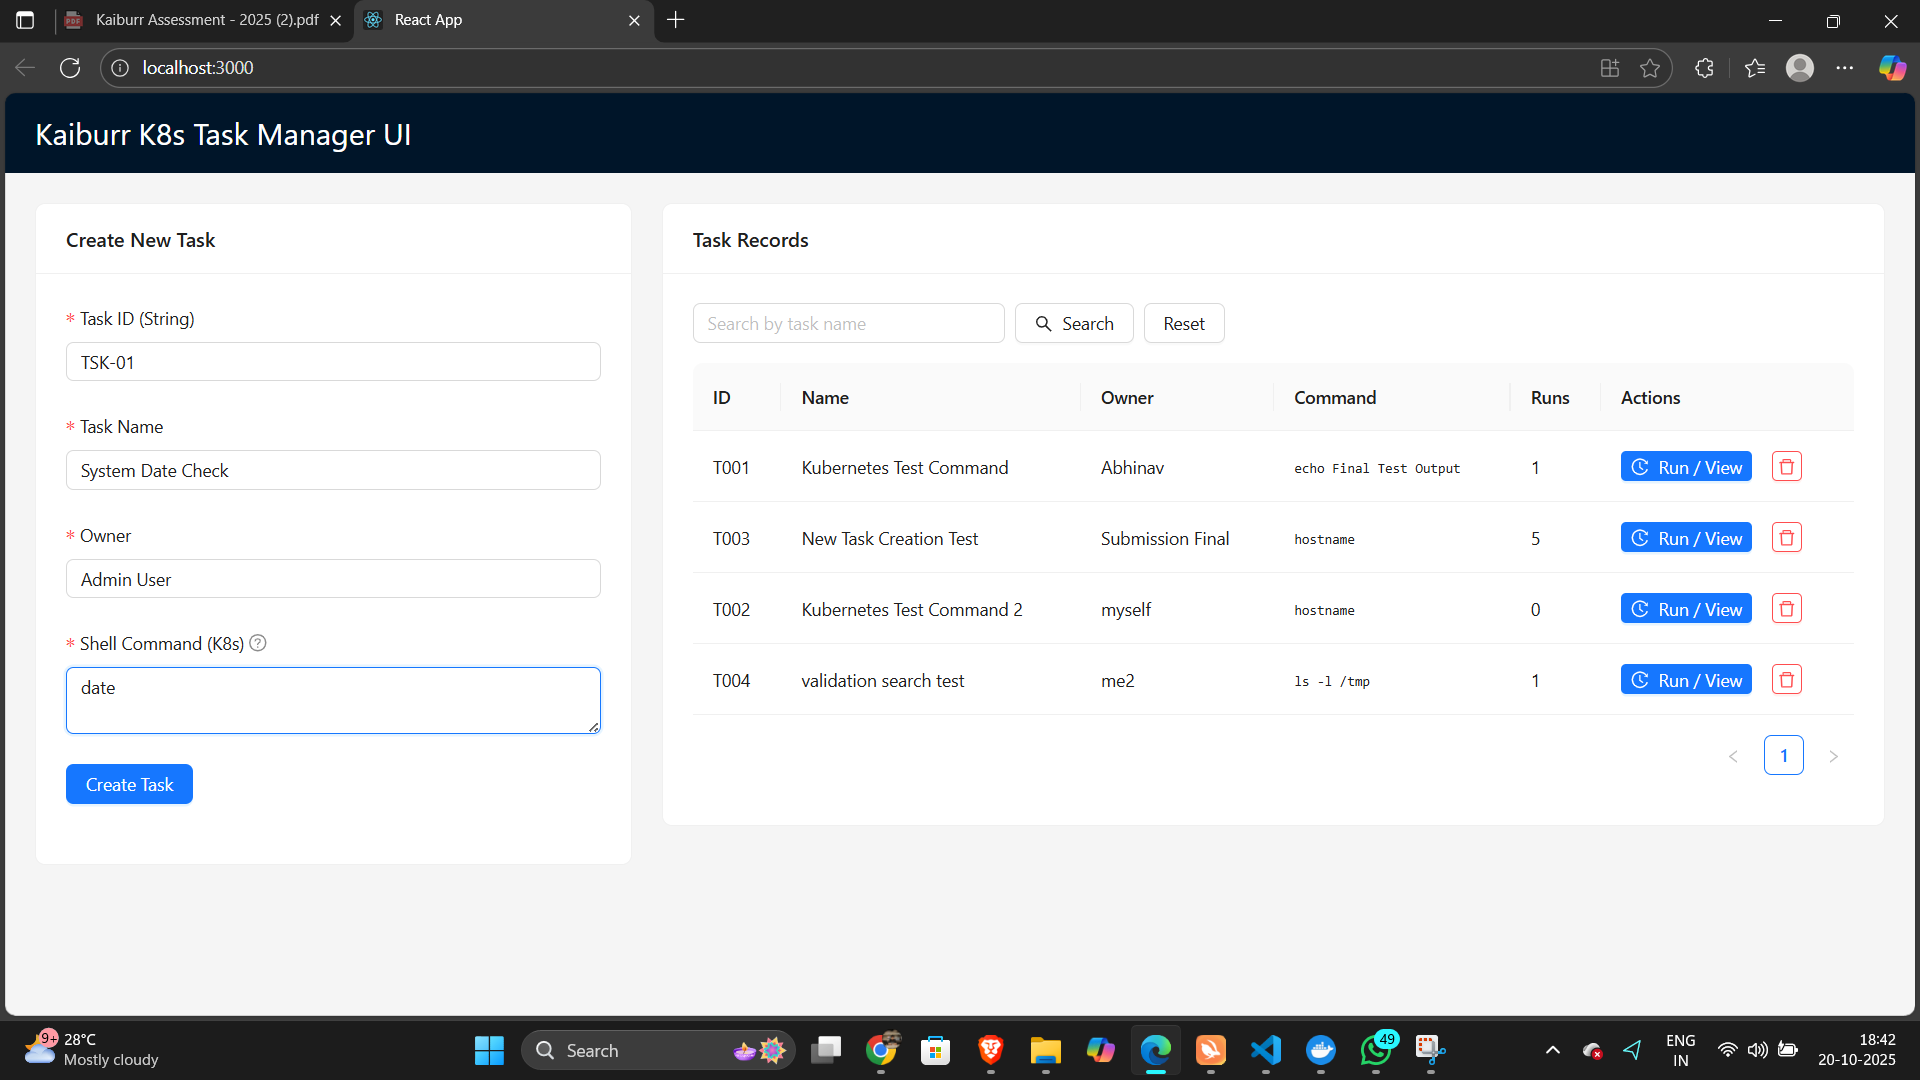 Kaiburr Assessment - 2025 (2).pdf
React App
localhost:3000
Kaiburr K8s Task Manager UI
Create New Task
* Task ID (String)
TSK-01
* Task Name
System Date Check
* Owner
Admin User
* Shell Command (K8s)
date
Create Task
Task Records
Search by task name
Search
Reset
ID Name Owner Command Runs Actions
T001 Kubernetes Test Command Abhinav echo Final Test Output 1 Run / View
T003 New Task Creation Test Submission Final hostname 5 Run / View
T002 Kubernetes Test Command 2 myself hostname 0 Run / View
T004 validation search test me2 ls -l /tmp 1 Run / View
< 1 >
9+
28°C
Mostly cloudy
Search
49
ENG
IN
18:42
20-10-2025